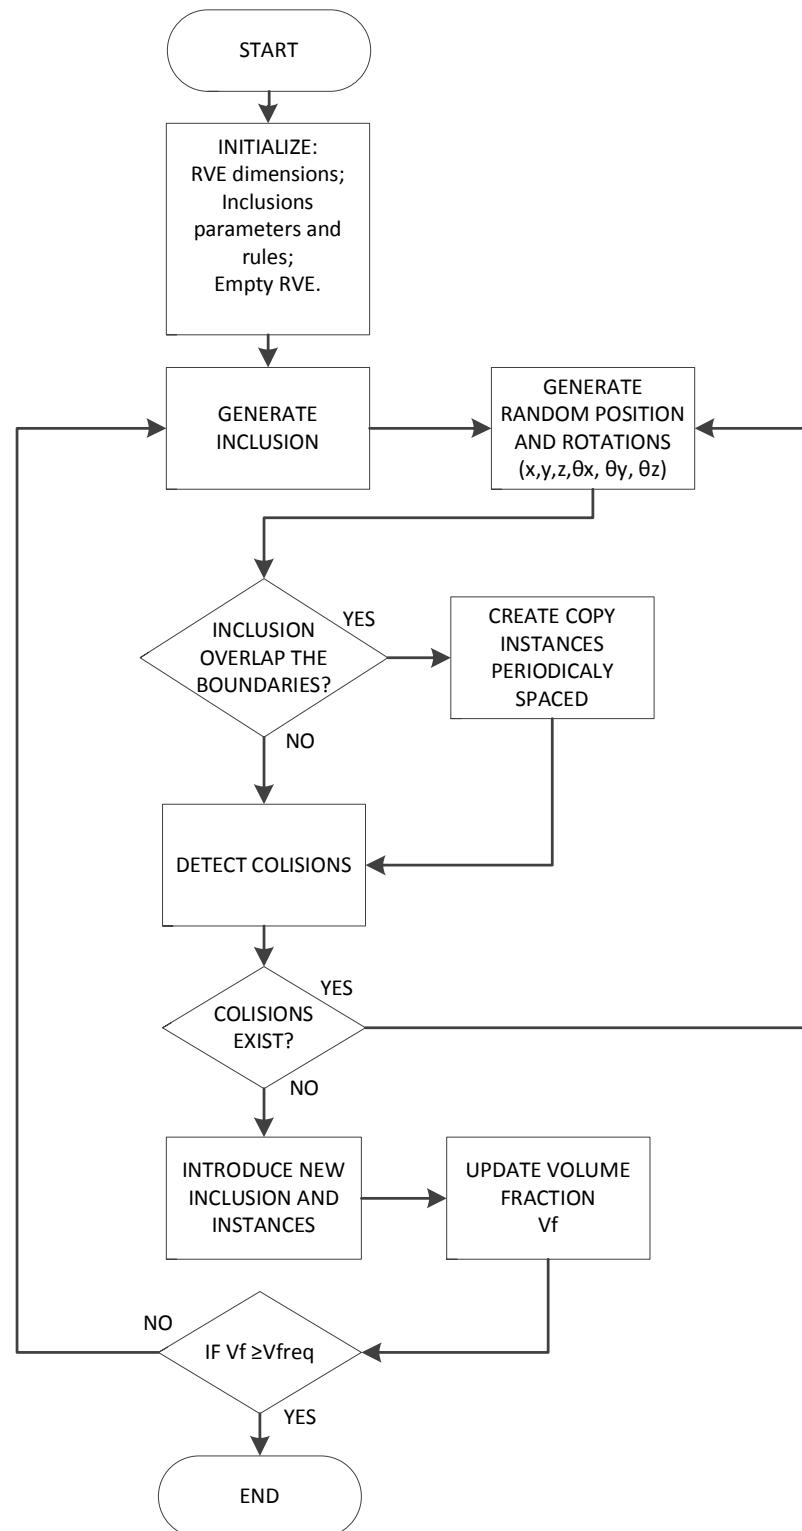 START
INITIALIZE:
RVE dimensions;
Inclusions
parameters and
rules;
Empty RVE.
GENERATE
INCLUSION
GENERATE
RANDOM POSITION
AND ROTATIONS
(x,y,z,θx, θy, θz)
INCLUSION
OVERLAP THE
BOUNDARIES?
YES
CREATE COPY
INSTANCES
PERIODICALY
SPACED
NO
DETECT COLISIONS
COLISIONS
EXIST?
YES
NO
INTRODUCE NEW
INCLUSION AND
INSTANCES
UPDATE VOLUME
FRACTION
Vf
NO
IF Vf ≥Vfreq
YES
END